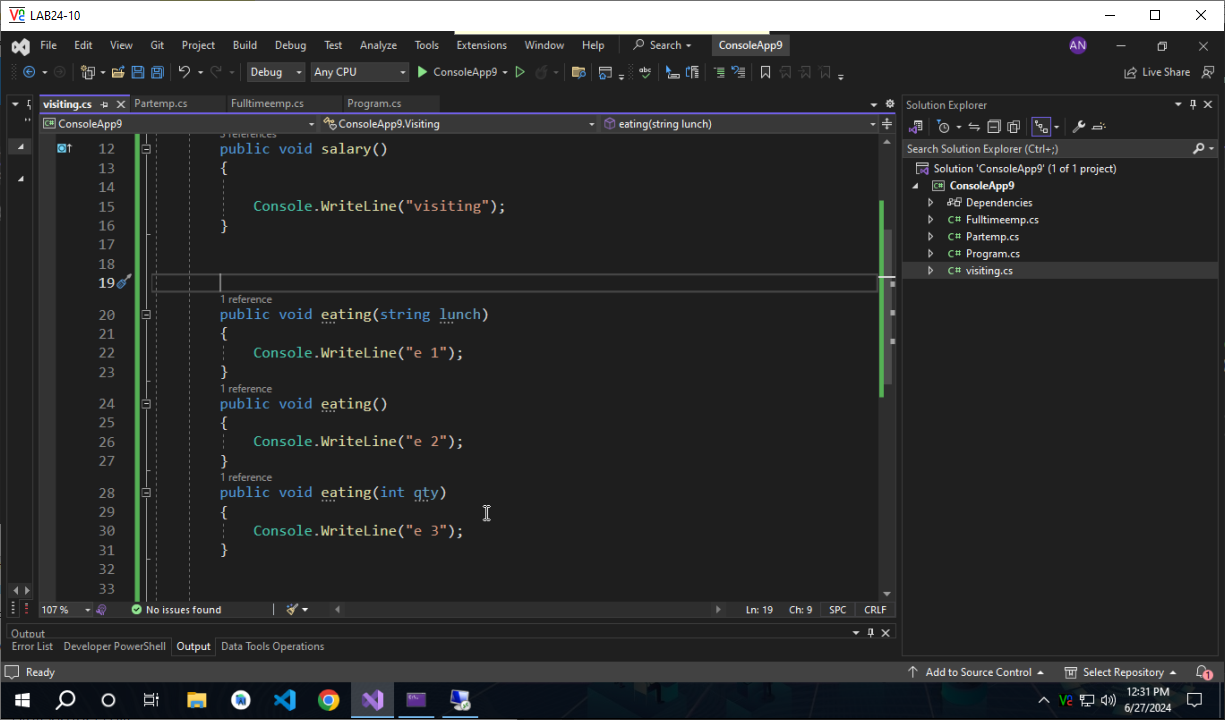 LAB24-10
File Edit View Git Project Build Debug Test Analyze Tools Extensions Window Help Search ConsoleApp9 AN
Debug Any CPU ConsoleApp9 Live Share
visiting.cs Partemp.cs Fulltimeemp.cs Program.cs
ConsoleApp9 ConsoleApp9.Visiting eating(string lunch)
3 references
12 public void salary()
13 {
14
15 Console.WriteLine("visiting");
16 }
17
18
19
1 reference
20 public void eating(string lunch)
21 {
22 Console.WriteLine("e 1");
23 }
1 reference
24 public void eating()
25 {
26 Console.WriteLine("e 2");
27 }
1 reference
28 public void eating(int qty)
29 {
30 Console.WriteLine("e 3");
31 }
32
33
107 % No issues found Ln: 19 Ch: 9 SPC CRLF
Solution Explorer
Search Solution Explorer (Ctrl+;)
Solution 'ConsoleApp9' (1 of 1 project)
ConsoleApp9
Dependencies
C# Fulltimeemp.cs
C# Partemp.cs
C# Program.cs
C# visiting.cs
Output
Error List Developer PowerShell Output Data Tools Operations
Ready Add to Source Control Select Repository 1
12:31 PM
6/27/2024